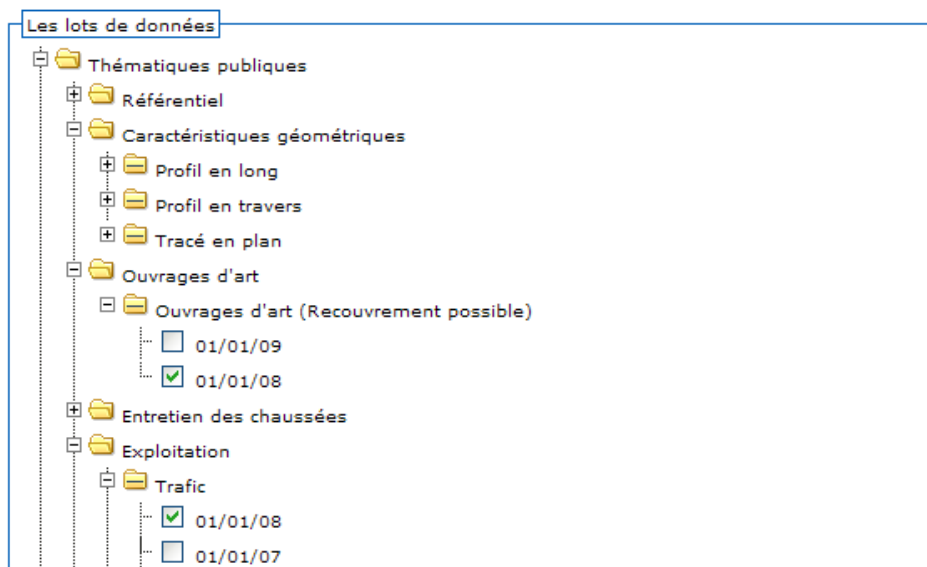 Les lots de données
Thématiques publiques
Référentiel
Caractéristiques géométriques
Profil en long
Profil en travers
Tracé en plan
Ouvrages d'art
Ouvrages d'art (Recouvrement possible)
01/01/09
01/01/08
Entretien des chaussées
Exploitation
Trafic
01/01/08
01/01/07